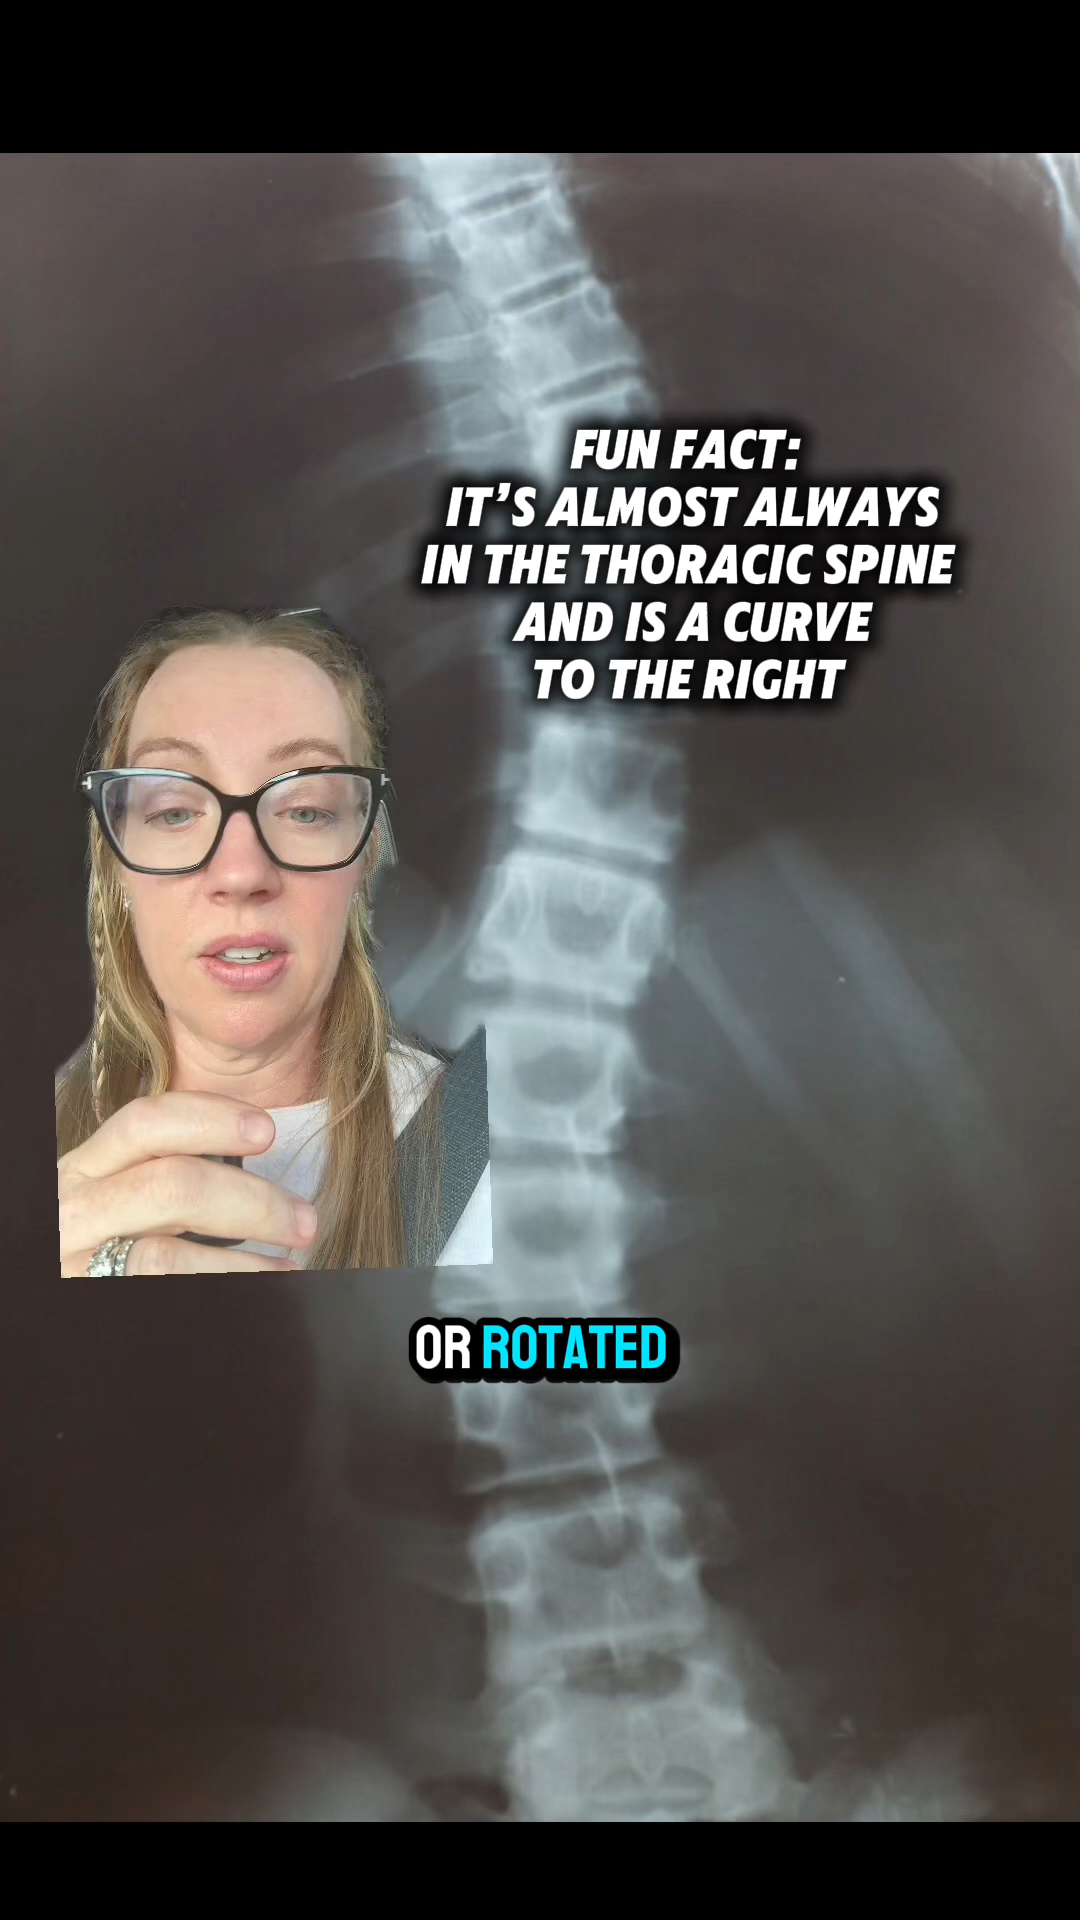 FUN FACT:
IT'S ALMOST ALWAYS
IN THE THORACIC SPINE
AND IS A CURVE
TO THE RIGHT
OR ROTATED